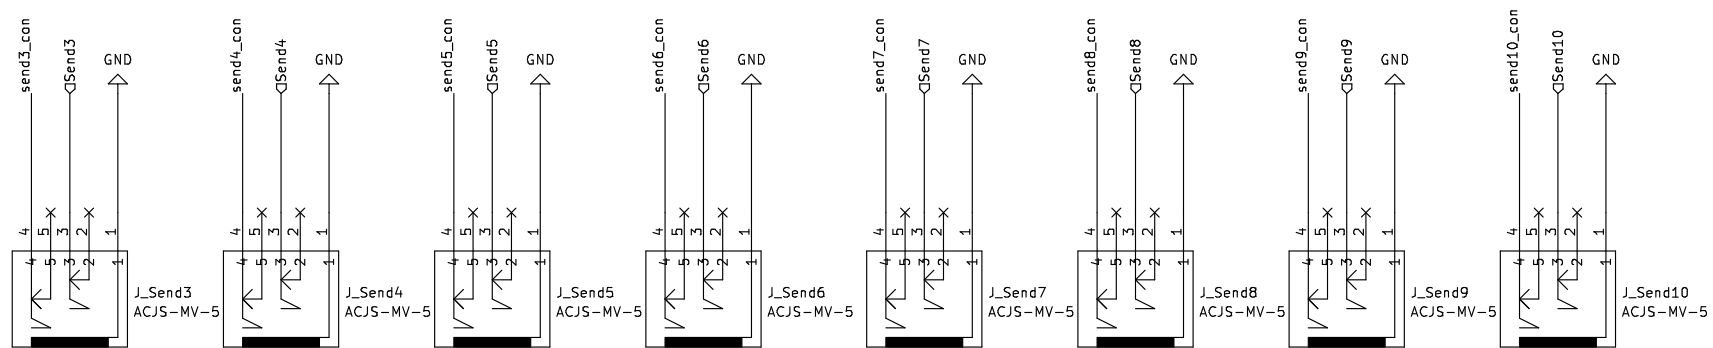 send3_con
Send3
GND
4
5
3
2
1
4
5
3
2
1
J_Send3
ACJS-MV-5
send4_con
Send4
GND
4
5
3
2
1
4
5
3
2
1
J_Send4
ACJS-MV-5
send5_con
Send5
GND
4
5
3
2
1
4
5
3
2
1
J_Send5
ACJS-MV-5
send6_con
Send6
GND
4
5
3
2
1
4
5
3
2
1
J_Send6
ACJS-MV-5
send7_con
Send7
GND
4
5
3
2
1
4
5
3
2
1
J_Send7
ACJS-MV-5
send8_con
Send8
GND
4
5
3
2
1
4
5
3
2
1
J_Send8
ACJS-MV-5
send9_con
Send9
GND
4
5
3
2
1
4
5
3
2
1
J_Send9
ACJS-MV-5
send10_con
Send10
GND
4
5
3
2
1
4
5
3
2
1
J_Send10
ACJS-MV-5